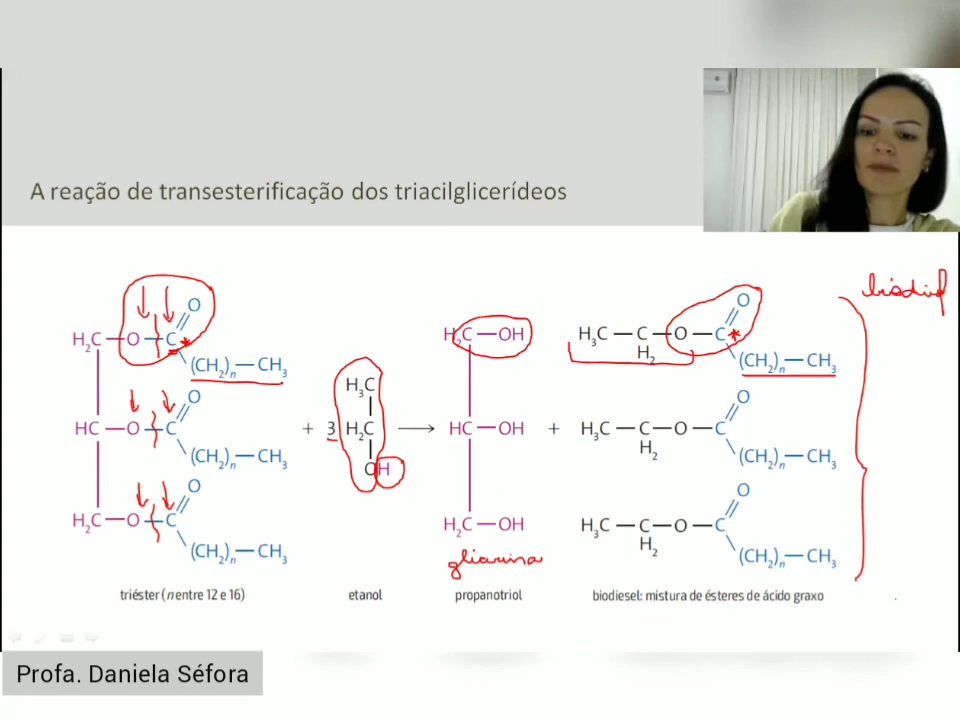 A reação de transesterificação dos triacilglicerídeos
biodiesel
H₂C—O—C*
O
(CH₂)ₙ—CH₃
HC—O—C
O
(CH₂)ₙ—CH₃
H₂C—O—C
O
(CH₂)ₙ—CH₃
+ 3
H₃C
H₂C
OH
H₂C—OH
HC—OH
H₂C—OH
glicerina
+
H₃C—C—O—C*
H₂
O
(CH₂)ₙ—CH₃
H₃C—C—O—C
H₂
O
(CH₂)ₙ—CH₃
H₃C—C—O—C
H₂
O
(CH₂)ₙ—CH₃
triéster (n entre 12 e 16)
etanol
propanotriol
biodiesel: mistura de ésteres de ácido graxo
Profa. Daniela Séfora